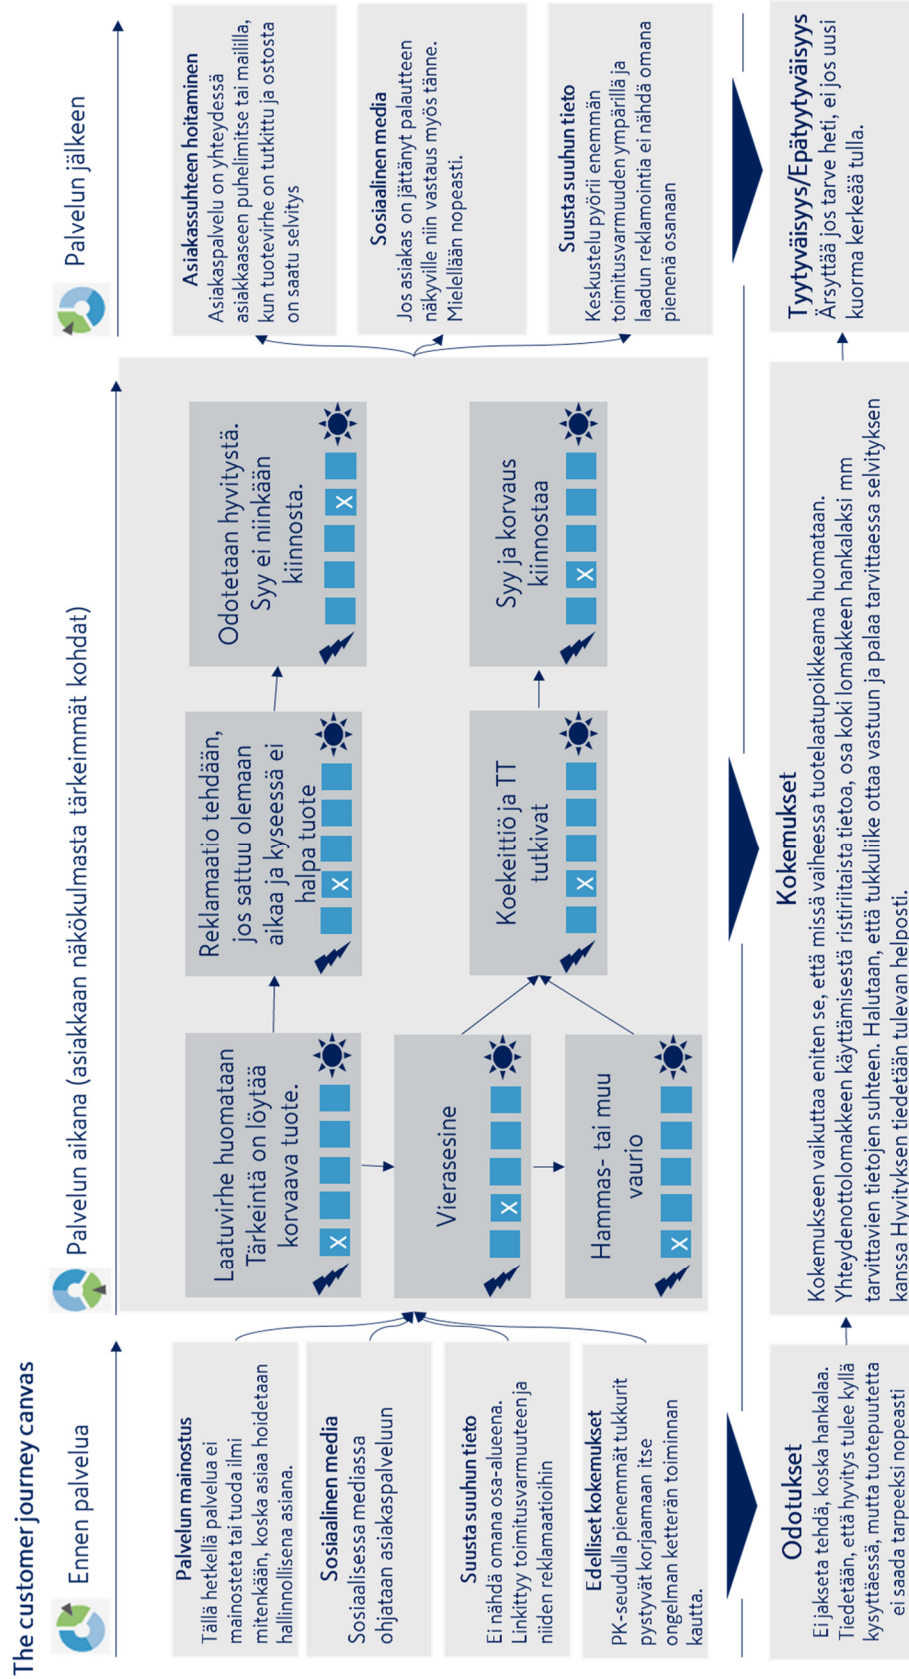 The customer journey canvas
Ennen palvelua
Palvelun mainostus
Tällä hetkellä palvelua ei
mainosteta tai tuoda ilmi
mitenkään, koska asiaa hoidetaan
hallinnollisena asiana.
Sosiaalinen media
Sosiaalisessa mediassa
ohjataan asiakaspalveluun
Suusta suuhun tieto
Ei nähdä omana osa-alueena.
Linkittyy toimitusvarmuuteen ja
niiden reklamaatioihin
Edelliset kokemukset
PK-seudulla pienemmät tukkurit
pystyvät korjaamaan itse
ongelman ketterän toiminnan
kautta.
Palvelun aikana (asiakkaan näkökulmasta tärkeimmät kohdat)
Laatuvirhe huomataan
Tärkeintä on löytää
korvaava tuote.
X
Reklamaatio tehdään,
jos sattuu olemaan
aikaa ja kyseessä ei
halpa tuote
X
Odotetaan hyvitystä.
Syy ei niinkään
kiinnosta.
X
Vierasesine
X
Hammas- tai muu
vaurio
X
Koekeittiö ja TT
tutkivat
X
Syy ja korvaus
kiinnostaa
X
Palvelun jälkeen
Asiakassuhteen hoitaminen
Asiakaspalvelu on yhteydessä
asiakkaaseen puhelimitse tai maililla,
kun tuotevirhe on tutkittu ja ostosta
on saatu selvitys
Sosiaalinen media
Jos asiakas on jättänyt palautteen
näkyville niin vastaus myös tänne.
Mielellään nopeasti.
Suusta suuhun tieto
Keskustelu pyörii enemmän
toimitusvarmuuden ympärillä ja
laadun reklamointia ei nähdä omana
pienenä osanaan
Odotukset
Ei jakseta tehdä, koska hankalaa.
Tiedetään, että hyvitys tulee kyllä
kysyttäessä, mutta tuotepuutetta
ei saada tarpeeksi nopeasti
Kokemukset
Kokemukseen vaikuttaa eniten se, että missä vaiheessa tuotelaatupoikkeama huomataan.
Yhteydenottolomakkeen käyttämisestä ristiriitaista tietoa, osa koki lomakkeen hankalaksi mm
tarvittavien tietojen suhteen. Halutaan, että tukkuliike ottaa vastuun ja palaa tarvittaessa selvityksen
kanssa Hyvityksen tiedetään tulevan helposti.
Tyytyväisyys/Epätyytyväisyys
Ärsyttää jos tarve heti, ei jos uusi
kuorma kerkeää tulla.